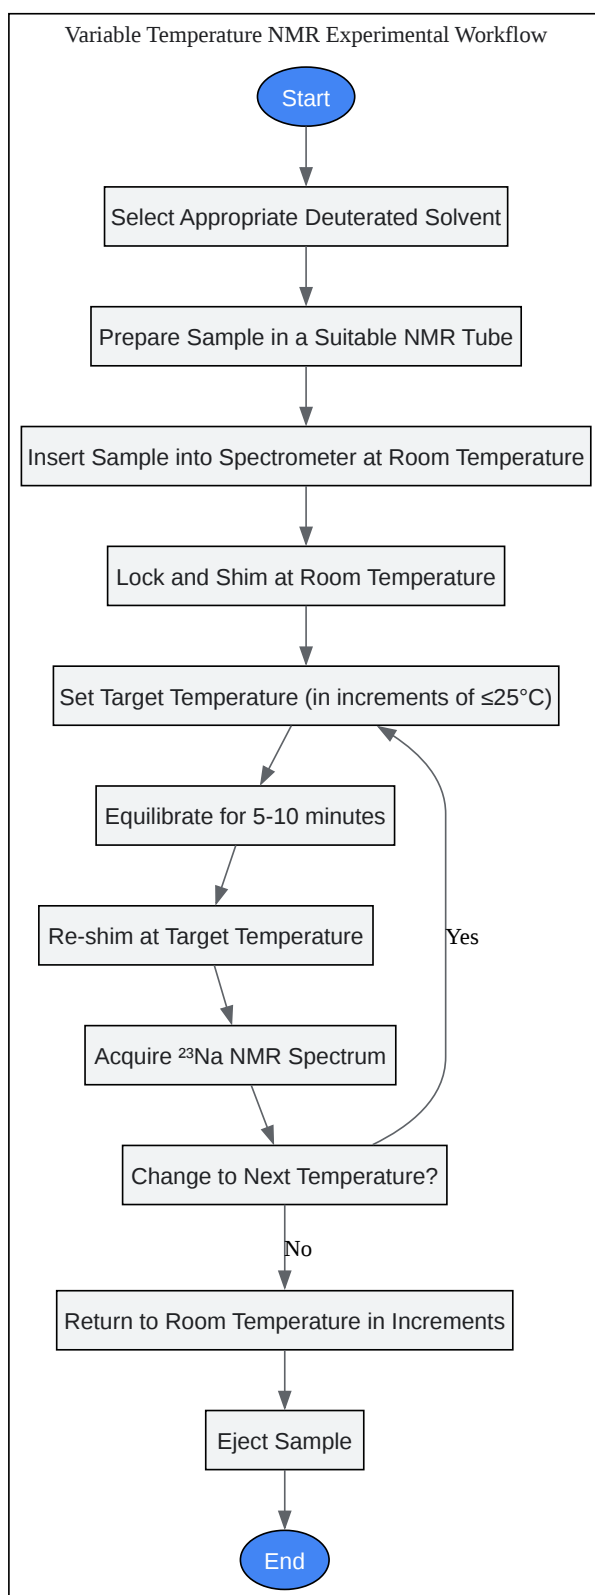 Variable Temperature NMR Experimental Workflow
Start
Select Appropriate Deuterated Solvent
Prepare Sample in a Suitable NMR Tube
Insert Sample into Spectrometer at Room Temperature
Lock and Shim at Room Temperature
Set Target Temperature (in increments of ≤25°C)
Equilibrate for 5-10 minutes
Re-shim at Target Temperature
Yes
Acquire ²³Na NMR Spectrum
Change to Next Temperature?
No
Return to Room Temperature in Increments
Eject Sample
End